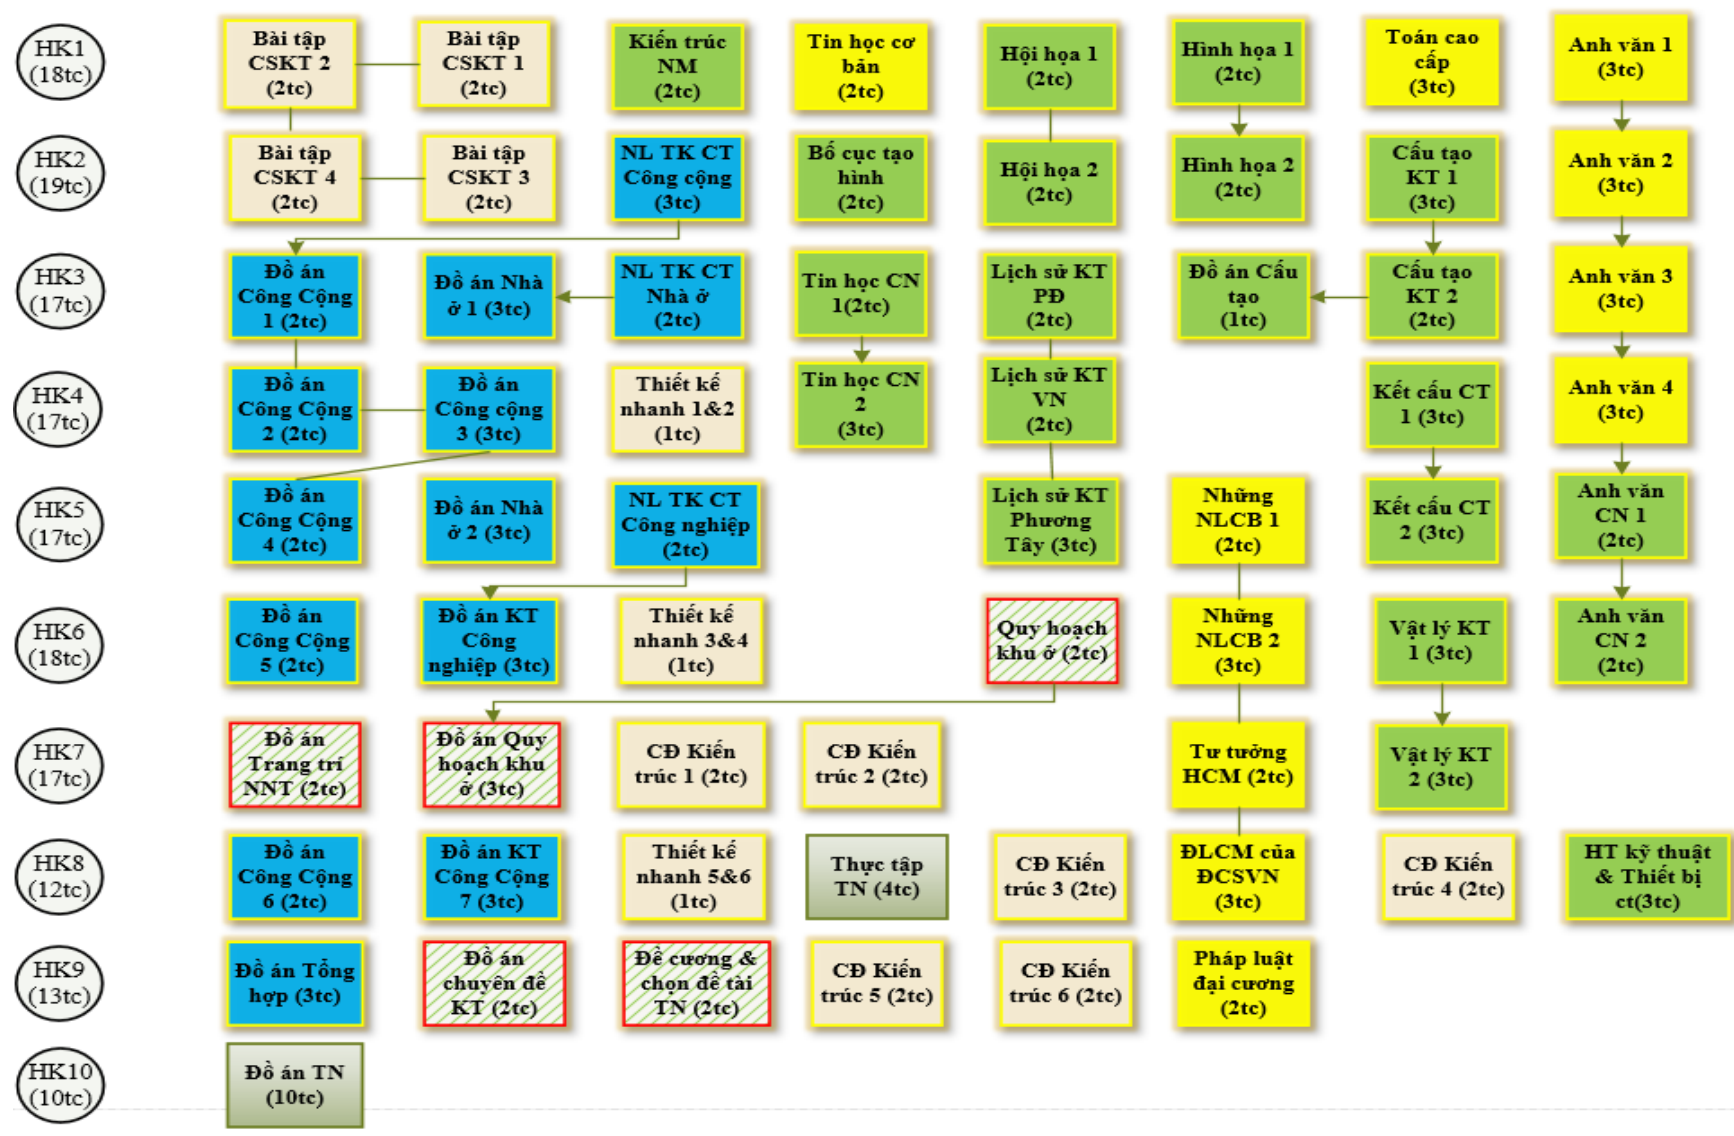 HK1
(18tc)
Bài tập
CSKT 2
(2tc)
Bài tập
CSKT 1
(2tc)
Kiến trúc
NM
(2tc)
Tin học cơ
bản
(2tc)
Hội họa 1
(2tc)
Hình họa 1
(2tc)
Toán cao
cấp
(3tc)
Anh văn 1
(3tc)
HK2
(19tc)
Bài tập
CSKT 4
(2tc)
Bài tập
CSKT 3
(2tc)
NL TK CT
Công cộng
(3tc)
Bố cục tạo
hình
(2tc)
Hội họa 2
(2tc)
Hình họa 2
(2tc)
Cấu tạo
KT 1
(3tc)
Anh văn 2
(3tc)
HK3
(17tc)
Đồ án
Công Cộng
1 (2tc)
Đồ án Nhà
ở 1 (3tc)
NL TK CT
Nhà ở
(2tc)
Tin học CN
1(2tc)
Lịch sử KT
PĐ
(2tc)
Đồ án Cấu
tạo
(1tc)
Cấu tạo
KT 2
(2tc)
Anh văn 3
(3tc)
HK4
(17tc)
Đồ án
Công Cộng
2 (2tc)
Đồ án
Công cộng
3 (3tc)
Thiết kế
nhanh 1&2
(1tc)
Tin học CN
2
(3tc)
Lịch sử KT
VN
(2tc)
Kết cấu CT
1 (3tc)
Anh văn 4
(3tc)
HK5
(17tc)
Đồ án
Công Cộng
4 (2tc)
Đồ án Nhà
ở 2 (3tc)
NL TK CT
Công nghiệp
(2tc)
Lịch sử KT
Phương
Tây (3tc)
Những
NLCB 1
(2tc)
Kết cấu CT
2 (3tc)
Anh văn
CN 1
(2tc)
HK6
(18tc)
Đồ án
Công Cộng
5 (2tc)
Đồ án KT
Công
nghiệp (3tc)
Thiết kế
nhanh 3&4
(1tc)
Quy hoạch
khu ở (2tc)
Những
NLCB 2
(3tc)
Vật lý KT
1 (3tc)
Anh văn
CN 2
(2tc)
HK7
(17tc)
Đồ án
Trang trí
NNT (2tc)
Đồ án Quy
hoạch khu
ở (3tc)
CĐ Kiến
trúc 1 (2tc)
CĐ Kiến
trúc 2 (2tc)
Tư tưởng
HCM (2tc)
Vật lý KT
2 (3tc)
HK8
(12tc)
Đồ án
Công Cộng
6 (2tc)
Đồ án KT
Công Cộng
7 (3tc)
Thiết kế
nhanh 5&6
(1tc)
Thực tập
TN (4tc)
CĐ Kiến
trúc 3 (2tc)
ĐLCM của
ĐCSVN
(3tc)
CĐ Kiến
trúc 4 (2tc)
HT kỹ thuật
& Thiết bị
ct(3tc)
HK9
(13tc)
Đồ án Tổng
hợp (3tc)
Đồ án
chuyên đề
KT (2tc)
Đề cương &
chọn đề tài
TN (2tc)
CĐ Kiến
trúc 5 (2tc)
CĐ Kiến
trúc 6 (2tc)
Pháp luật
đại cương
(2tc)
HK10
(10tc)
Đồ án TN
(10tc)